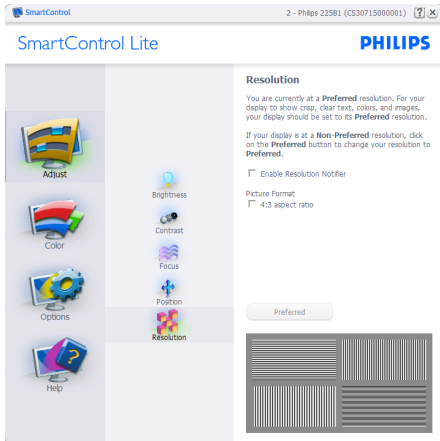 SmartControl
2 - Philips 225B1 (CS30715000001)
SmartControl Lite
PHILIPS
Resolution
You are currently at a Preferred resolution. For your
display to show crisp, clear text, colors, and images,
your display should be set to its Preferred resolution.
If your display is at a Non-Preferred resolution, click
on the Preferred button to change your resolution to
Preferred.
Enable Resolution Notifier
Picture Format
4:3 aspect ratio
Preferred
Adjust
Color
Options
Help
Brightness
Contrast
Focus
Position
Resolution